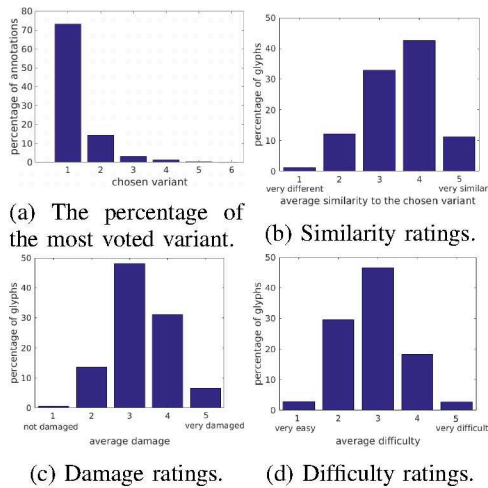 percentage of annotations
80
70
60
50
40
30
20
10
0
1 2 3 4 5 6
chosen variant
(a) The percentage of
the most voted variant.
percentage of glyphs
50
40
30
20
10
0
1 2 3 4 5
very different very similar
average similarity to the chosen variant
(b) Similarity ratings.
percentage of glyphs
50
40
30
20
10
0
1 2 3 4 5
not damaged very damaged
average damage
(c) Damage ratings.
percentage of glyphs
50
40
30
20
10
0
1 2 3 4 5
very easy very difficult
average difficulty
(d) Difficulty ratings.